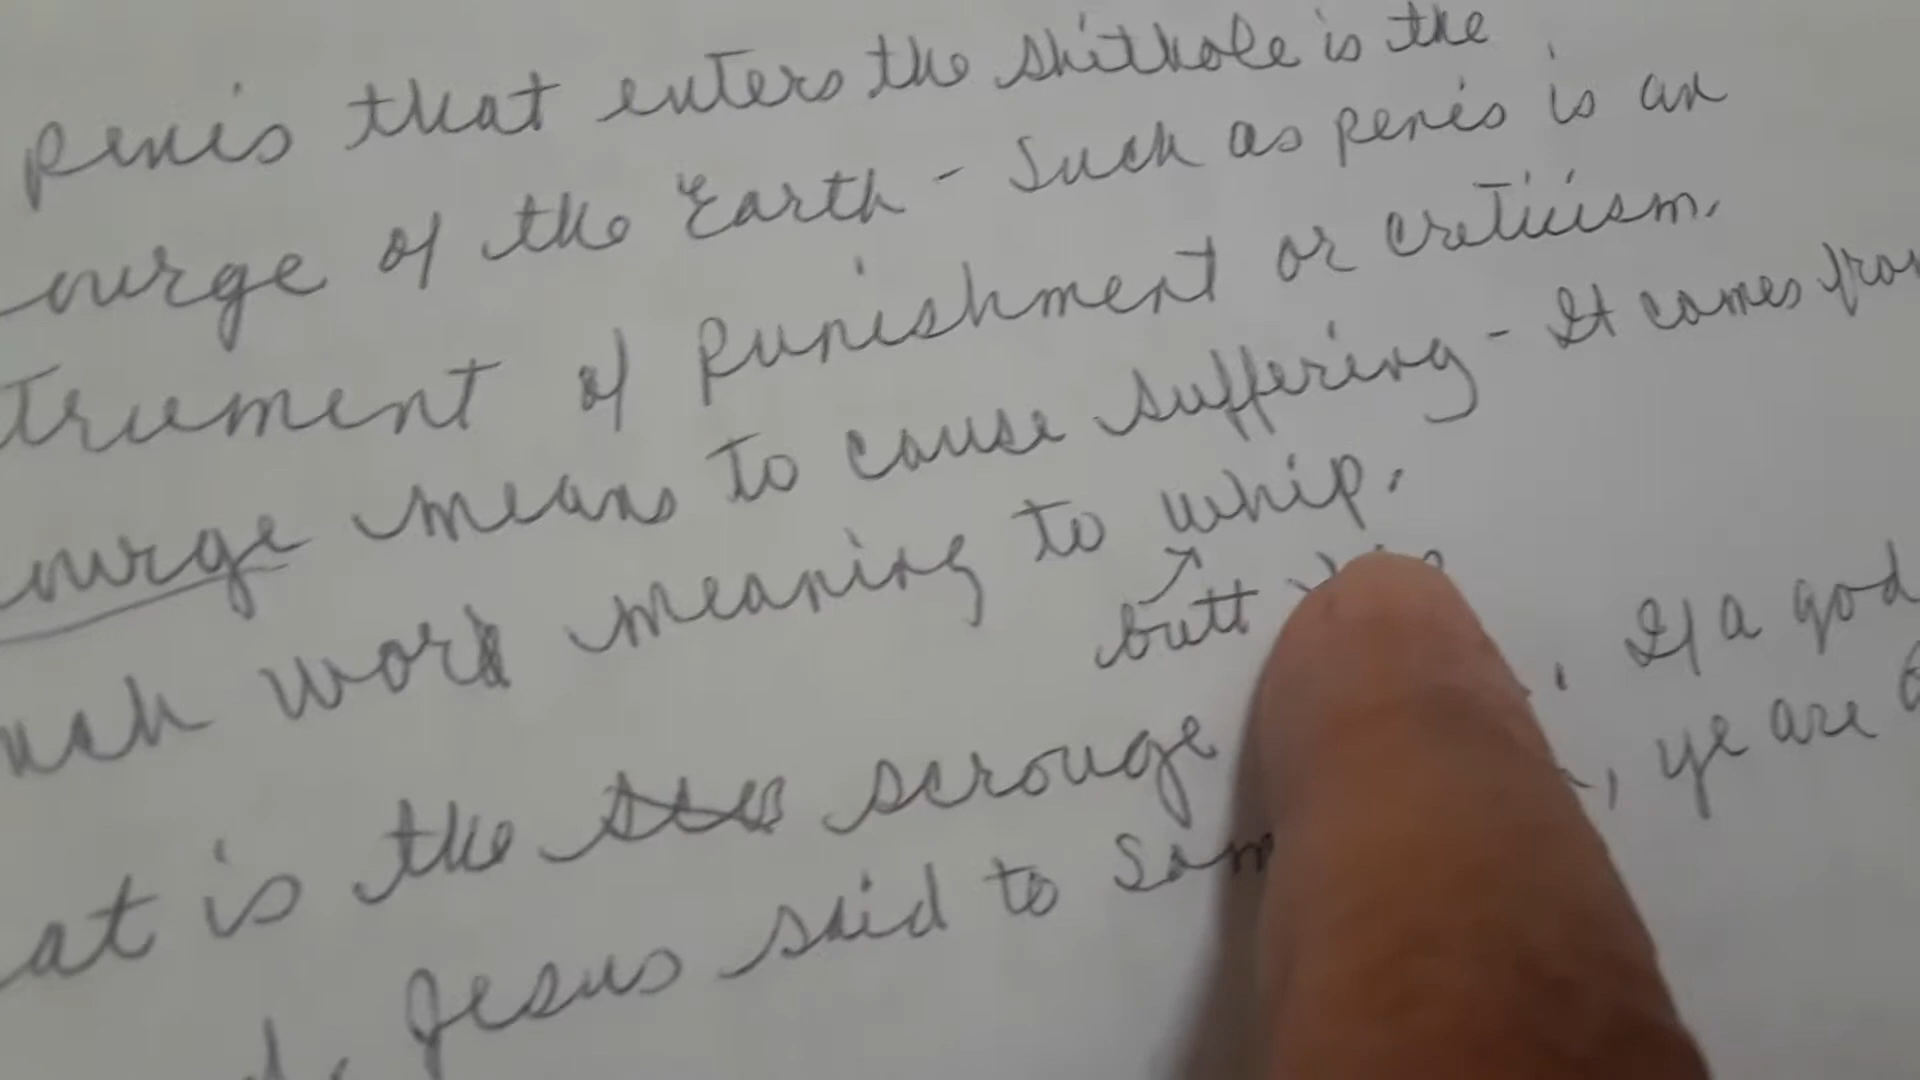 penis that enters the shithole is the
ourge of the Earth - Such as penis is an
trument of Punishment or criticism.
ourge means to cause suffering - It comes from
word meaning to whip.
butt
at is the scrouge . If a god
Jesus said to Sam , ye are